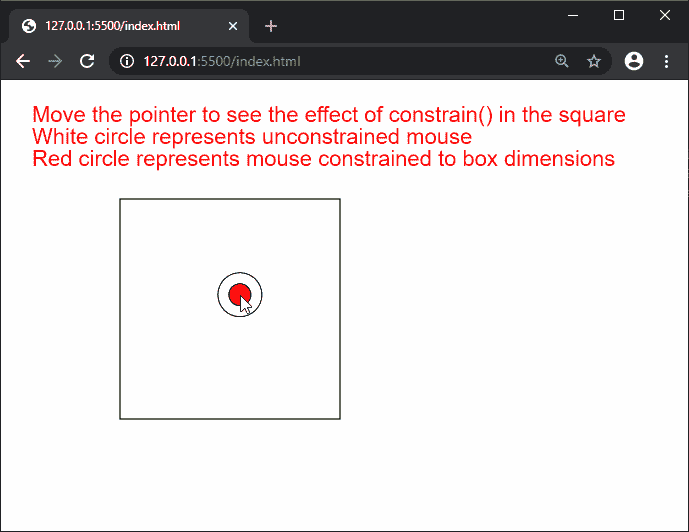 127.0.0.1:5500/index.html
127.0.0.1:5500/index.html
Move the pointer to see the effect of constrain() in the square
White circle represents unconstrained mouse
Red circle represents mouse constrained to box dimensions